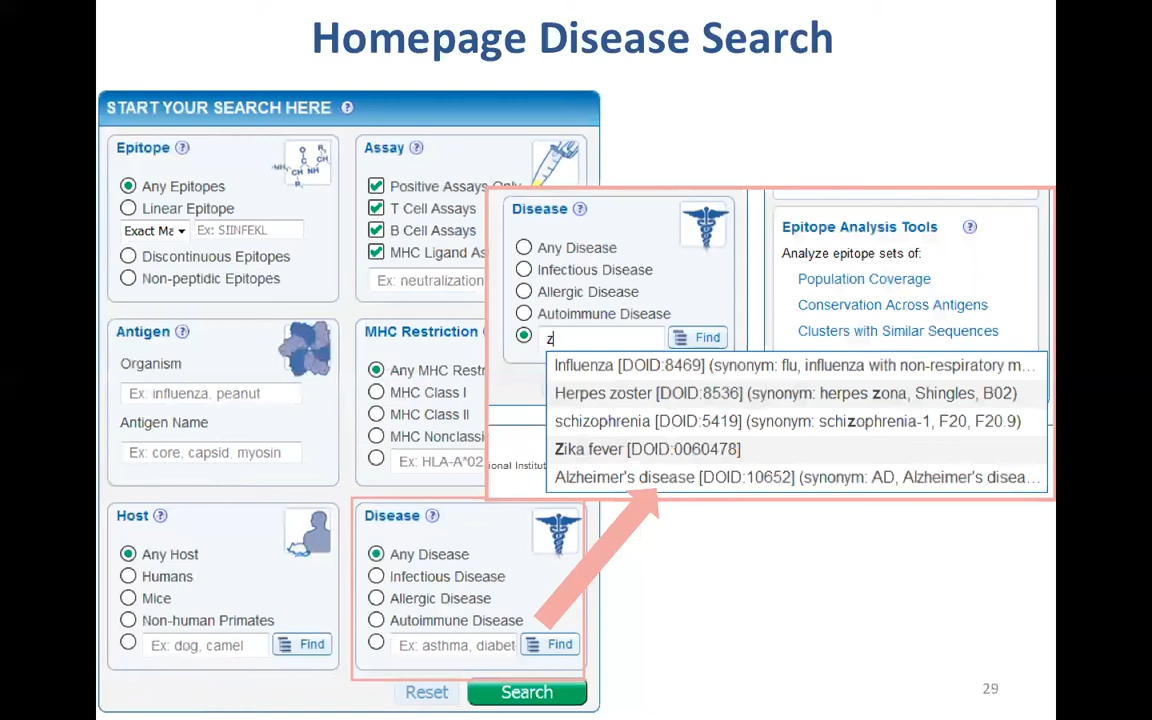 Homepage Disease Search
START YOUR SEARCH HERE ?
Epitope ?
Any Epitopes
Linear Epitope
Exact Ma Ex: SIINFEKL
Discontinuous Epitopes
Non-peptidic Epitopes
Assay ?
Positive Assays Only
T Cell Assays
B Cell Assays
MHC Ligand As
Ex: neutralization
Antigen ?
Organism
Ex: influenza, peanut
Antigen Name
Ex: core, capsid, myosin
MHC Restriction
Any MHC Restr
MHC Class I
MHC Class II
MHC Nonclassi
Ex: HLA-A*02
Host ?
Any Host
Humans
Mice
Non-human Primates
Ex: dog, camel Find
Disease ?
Any Disease
Infectious Disease
Allergic Disease
Autoimmune Disease
Ex: asthma, diabet Find
Reset Search
Disease ?
Any Disease
Infectious Disease
Allergic Disease
Autoimmune Disease
z Find
Influenza [DOID:8469] (synonym: flu, influenza with non-respiratory m...
Herpes zoster [DOID:8536] (synonym: herpes zona, Shingles, B02)
schizophrenia [DOID:5419] (synonym: schizophrenia-1, F20, F20.9)
Zika fever [DOID:0060478]
Alzheimer's disease [DOID:10652] (synonym: AD, Alzheimer's disea...
Epitope Analysis Tools ?
Analyze epitope sets of:
Population Coverage
Conservation Across Antigens
Clusters with Similar Sequences
ional Institut
29